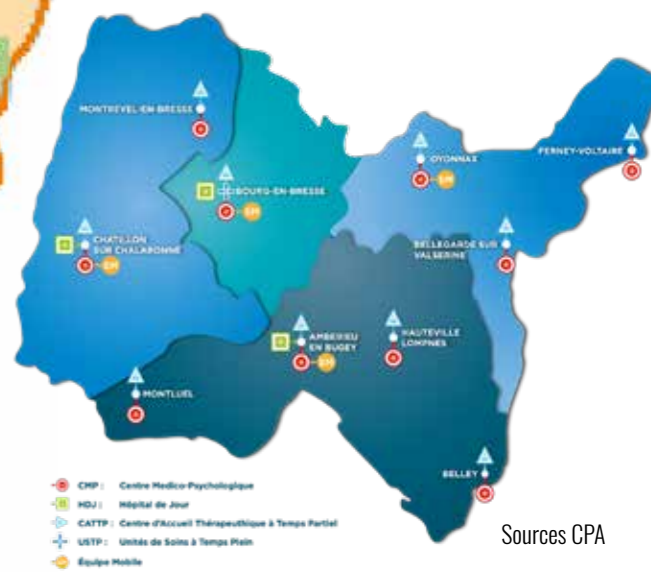 MONTREVEL-EN-BRESSE
OYONNAX
FERNEY-VOLTAIRE
BOURG-EN-BRESSE
EM
EM
CHATILLON
SUR CHALARONNE
EM
BELLEGARDE SUR
VALSERINE
AMBERIEU
EN BUGEY
EM
HAUTEVILLE
LOMPNES
MONTLUEL
BELLEY
CMP : Centre Medico-Psychologique
HDJ : Hôpital de Jour
CATTP : Centre d'Accueil Thérapeuthique à Temps Partiel
USTP : Unités de Soins à Temps Plein
Équipe Mobile
Sources CPA